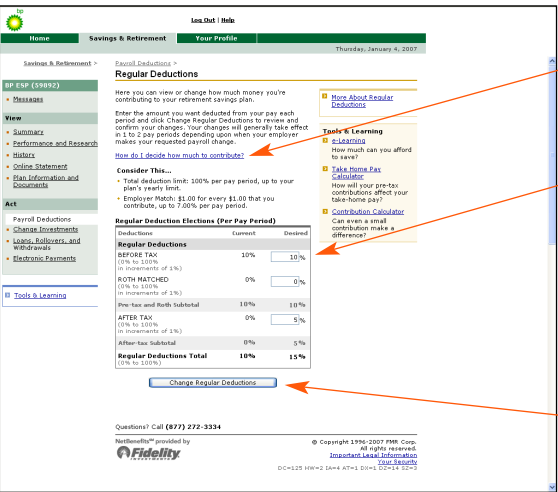 bp
Log Out | Help
Home Savings & Retirement Your Profile
Thursday, January 4, 2007
Savings & Retirement >
BP ESP (59892)
Messages
View
Summary
Performance and Research
History
Online Statement
Plan Information and
Documents
Act
Payroll Deductions
Change Investments
Loans, Rollovers, and
Withdrawals
Electronic Payments
Tools & Learning
Payroll Deductions >
Regular Deductions
Here you can view or change how much money you're
contributing to your retirement savings plan.
Enter the amount you want deducted from your pay each
period and click Change Regular Deductions to review and
confirm your changes. Your changes will generally take effect
in 1 to 2 pay periods depending upon when your employer
makes your requested payroll change.
How do I decide how much to contribute?
Consider This...
Total deduction limit: 100% per pay period, up to your
plan's yearly limit.
Employer Match: $1.00 for every $1.00 that you
contribute, up to 7.00% per pay period.
Regular Deduction Elections (Per Pay Period)
Deductions Current Desired
Regular Deductions
BEFORE TAX 10% 10 %
(0% to 100%
in increments of 1%)
ROTH MATCHED 0% 0 %
(0% to 100%
in increments of 1%)
Pre-tax and Roth Subtotal 10% 10%
AFTER TAX 0% 5 %
(0% to 100%
in increments of 1%)
After-tax Subtotal 0% 5%
Regular Deductions Total 10% 15%
(0% to 100%)
Change Regular Deductions
More About Regular
Deductions
Tools & Learning
e-Learning
How much can you afford
to save?
Take Home Pay
Calculator
How will your pre-tax
contributions affect your
take-home pay?
Contribution Calculator
Can even a small
contribution make a
difference?
Questions? Call (877) 272-3334
NetBenefits℠ provided by
Fidelity
INVESTMENTS
© Copyright 1996-2007 FMR Corp.
All rights reserved.
Important Legal Information
Your Security
DC=125 HW=2 IA=4 AT=1 DX=1 DZ=14 SZ=3